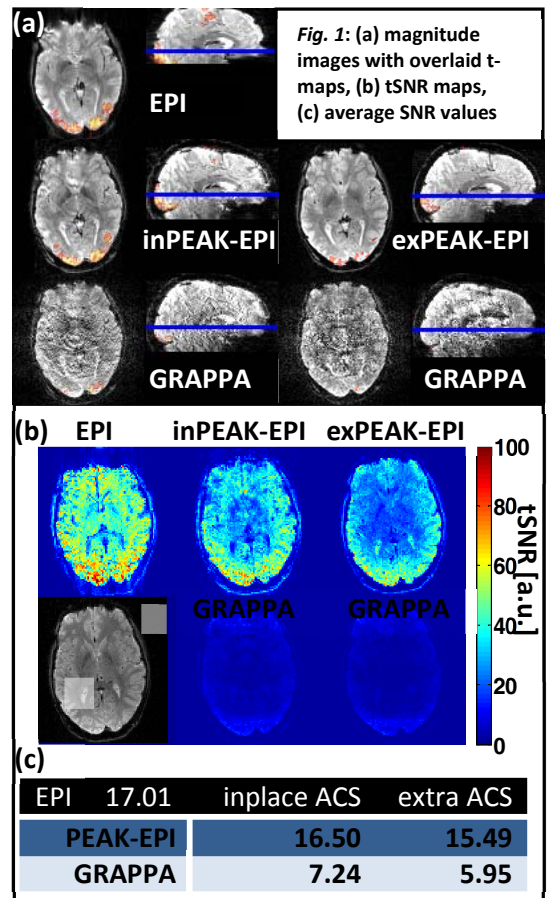 (a)
Fig. 1: (a) magnitude
images with overlaid t-
maps, (b) tSNR maps,
(c) average SNR values
EPI
inPEAK-EPI
exPEAK-EPI
GRAPPA
GRAPPA
(b)
EPI
inPEAK-EPI
exPEAK-EPI
GRAPPA
GRAPPA
100
80
60
40
20
0
tSNR [a.u.]
(c)
EPI 17.01 inplace ACS extra ACS
PEAK-EPI 16.50 15.49
GRAPPA 7.24 5.95